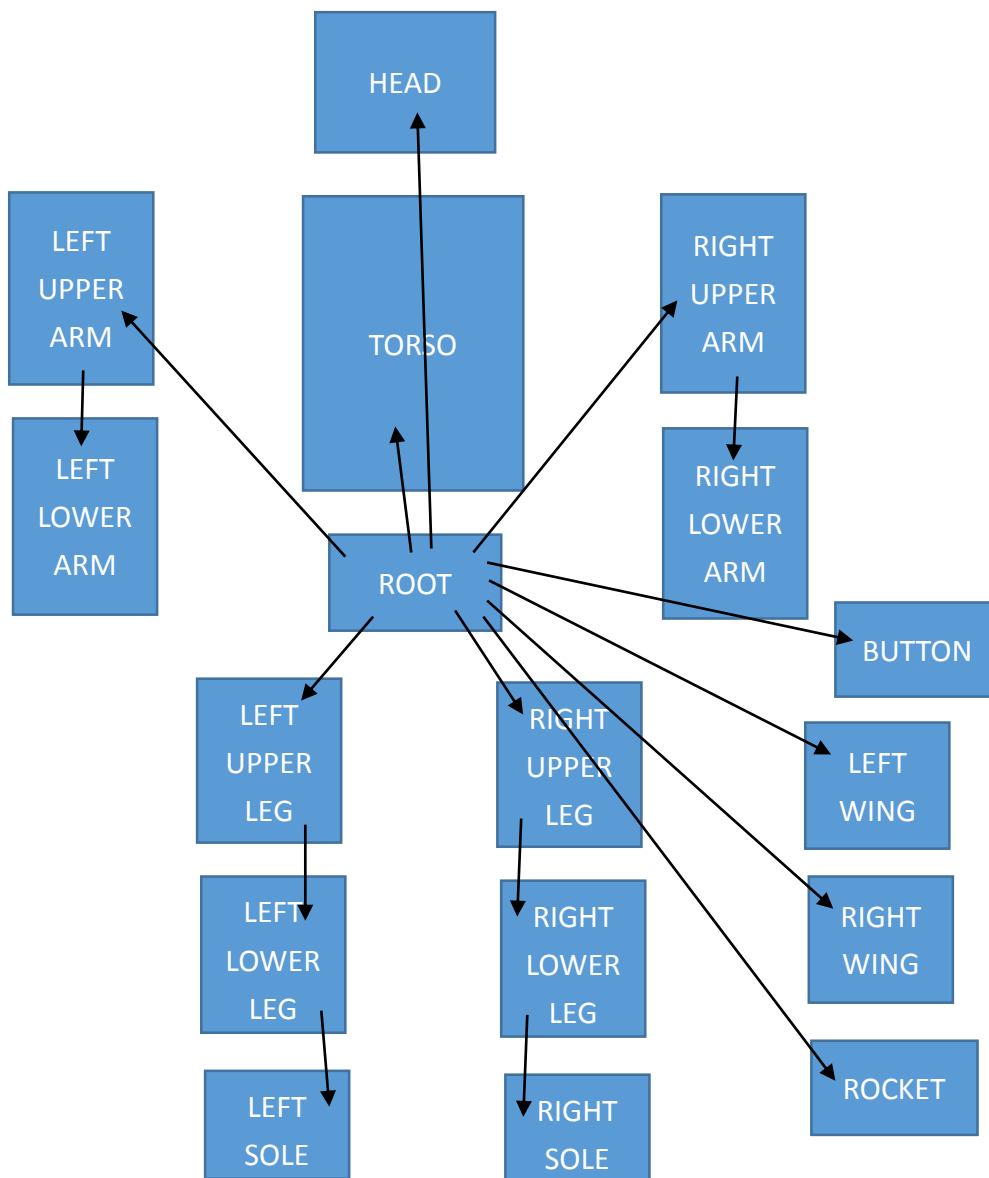 HEAD
LEFT
UPPER
ARM
TORSO
RIGHT
UPPER
ARM
LEFT
LOWER
ARM
RIGHT
LOWER
ARM
ROOT
BUTTON
LEFT
UPPER
LEG
RIGHT
UPPER
LEG
LEFT
WING
LEFT
LOWER
LEG
RIGHT
LOWER
LEG
RIGHT
WING
ROCKET
LEFT
SOLE
RIGHT
SOLE